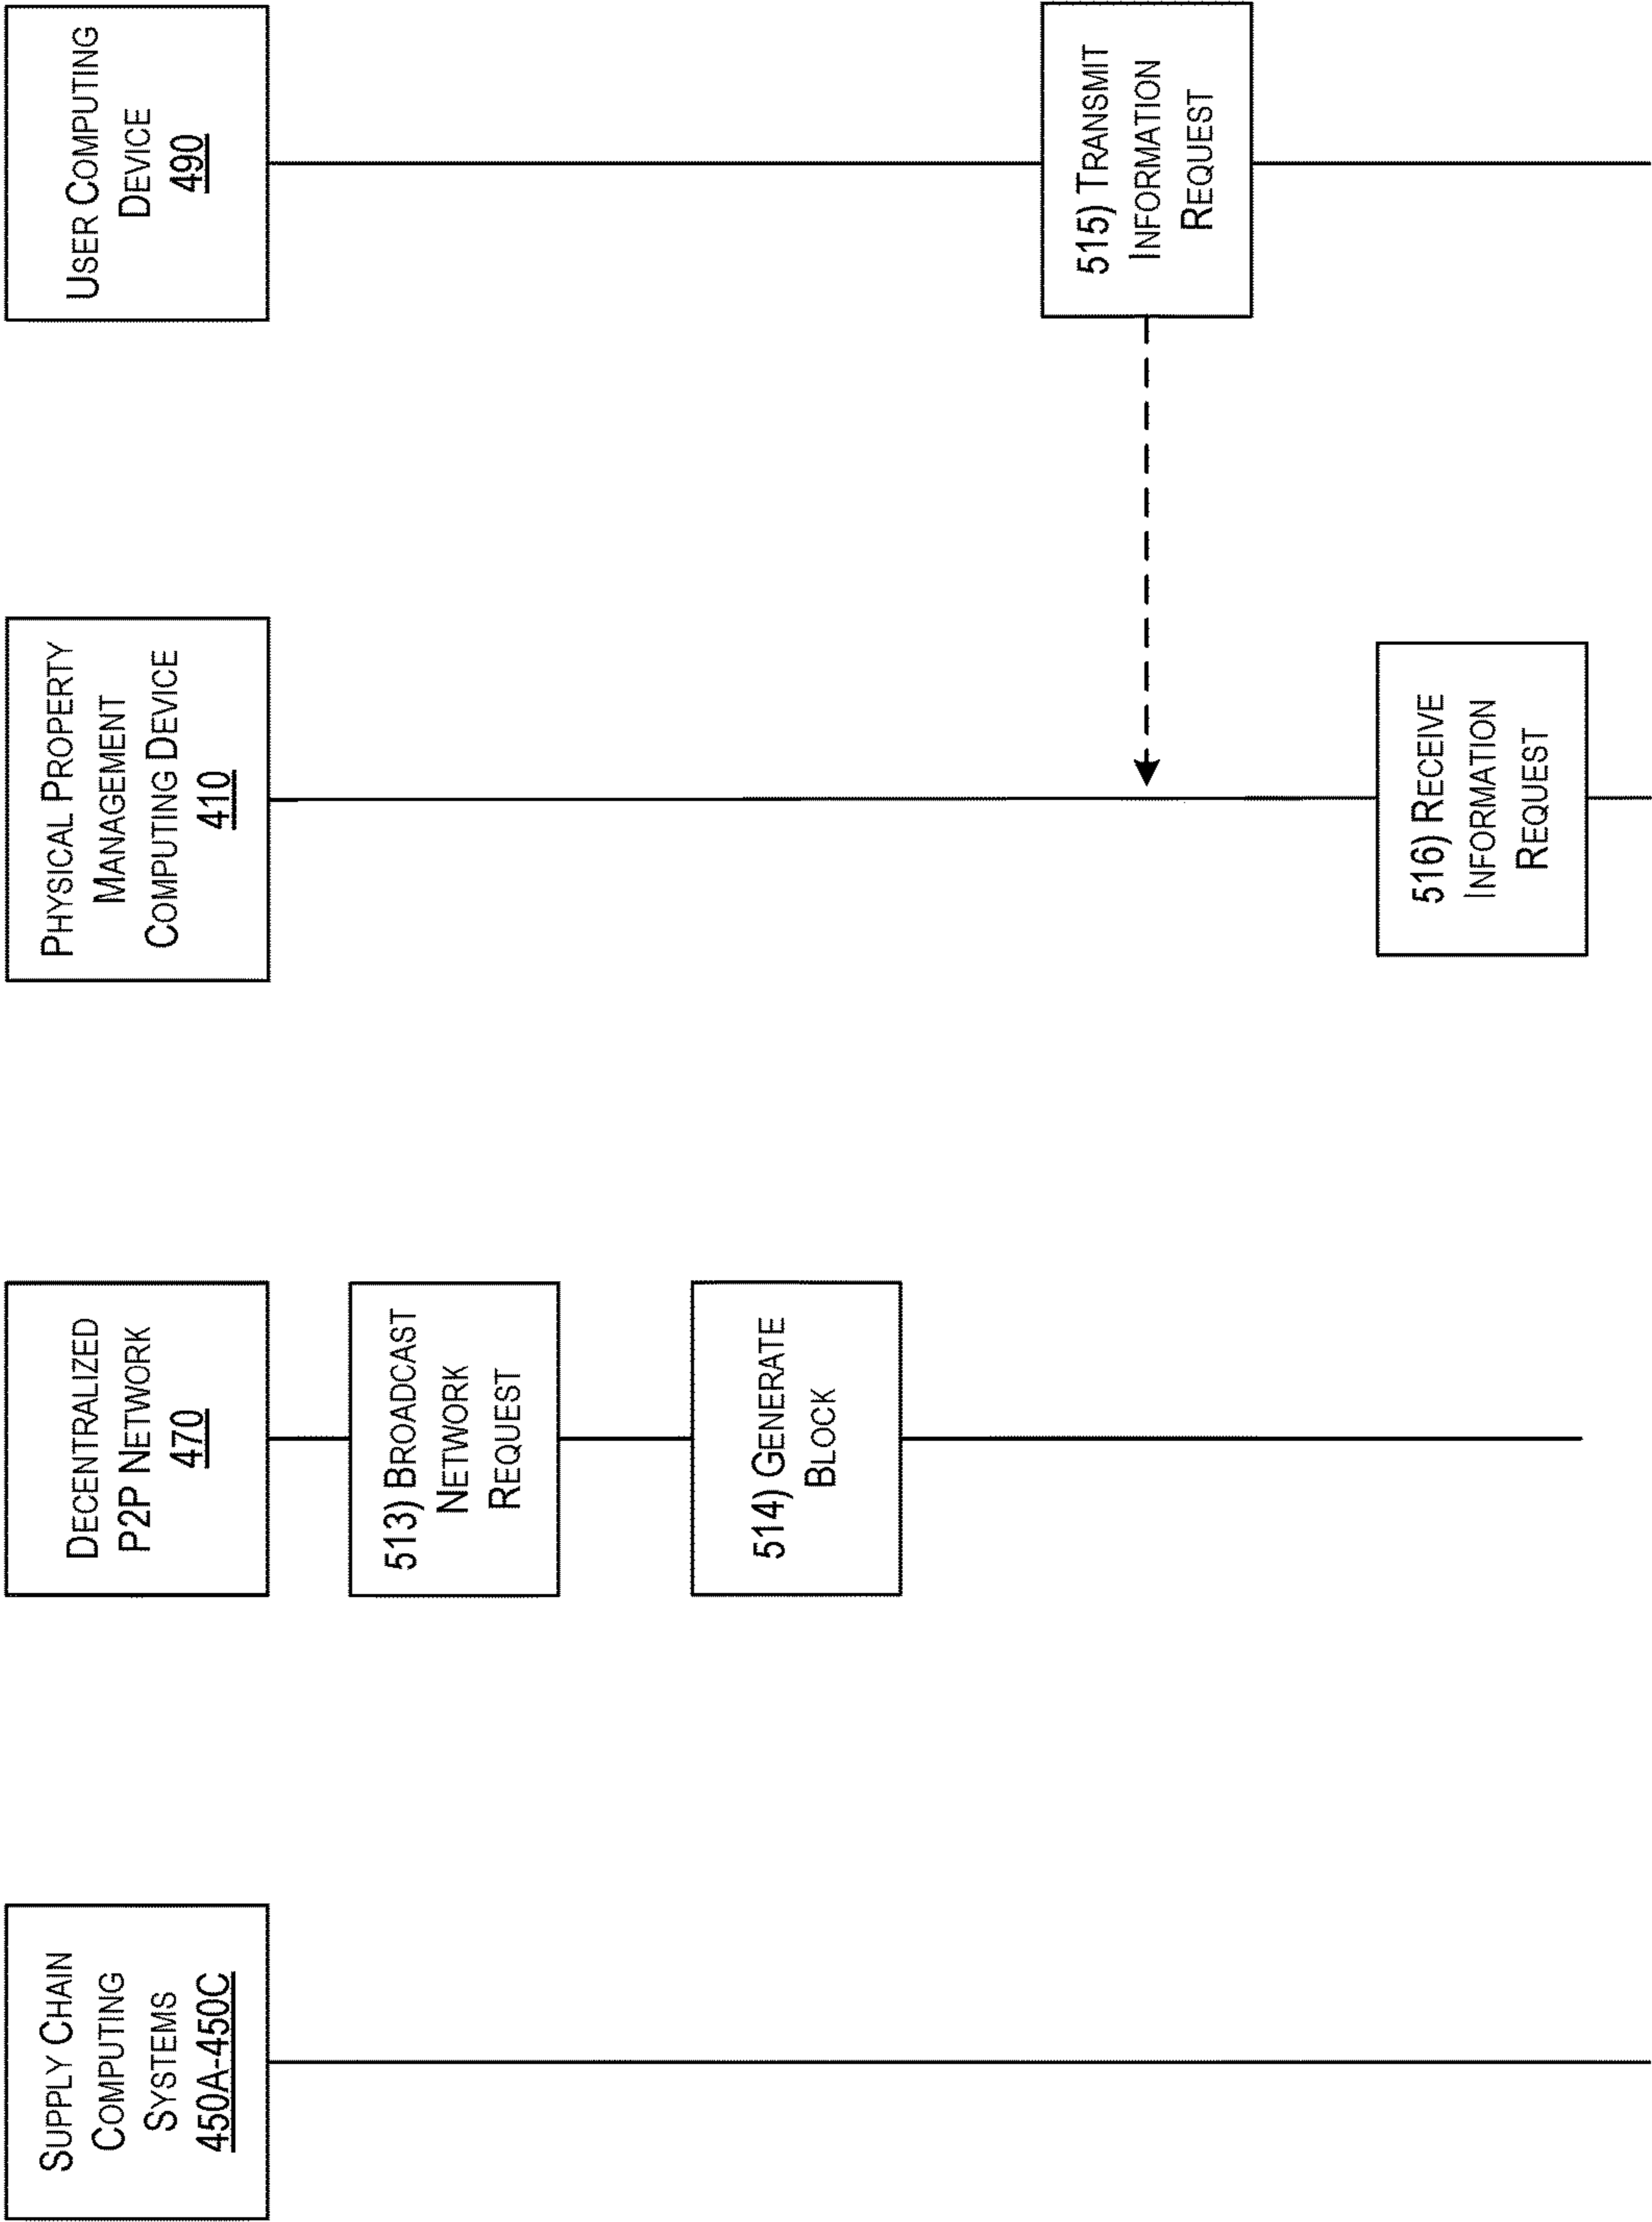 SUPPLY CHAIN
COMPUTING
SYSTEMS
450A-450C
DECENTRALIZED
P2P NETWORK
470
PHYSICAL PROPERTY
MANAGEMENT
COMPUTING DEVICE
410
USER COMPUTING
DEVICE
490
513) BROADCAST
NETWORK
REQUEST
514) GENERATE
BLOCK
515) TRANSMIT
INFORMATION
REQUEST
516) RECEIVE
INFORMATION
REQUEST